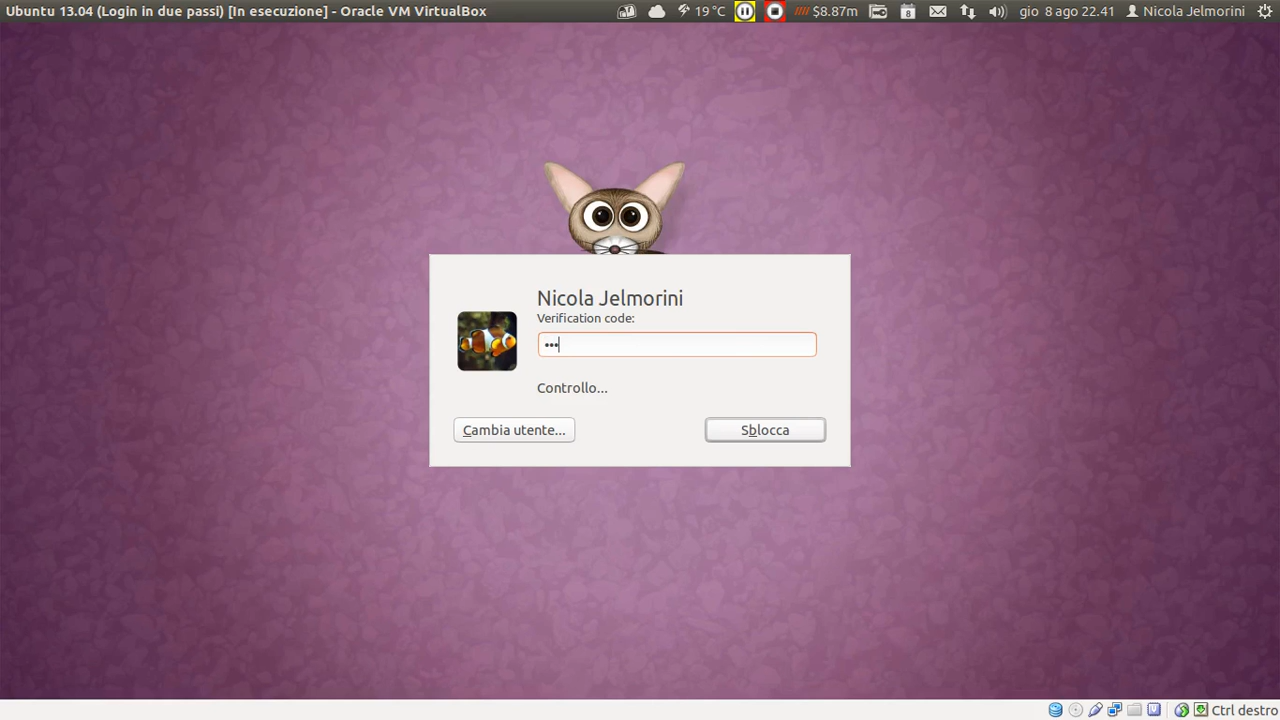 Ubuntu 13.04 (Login in due passi) [In esecuzione] - Oracle VM VirtualBox 19 °C $8.87m 8 gio 8 ago 22.41 Nicola Jelmorini
Nicola Jelmorini
Verification code:
•••
Controllo...
Cambia utente... Sblocca
Ctrl destro